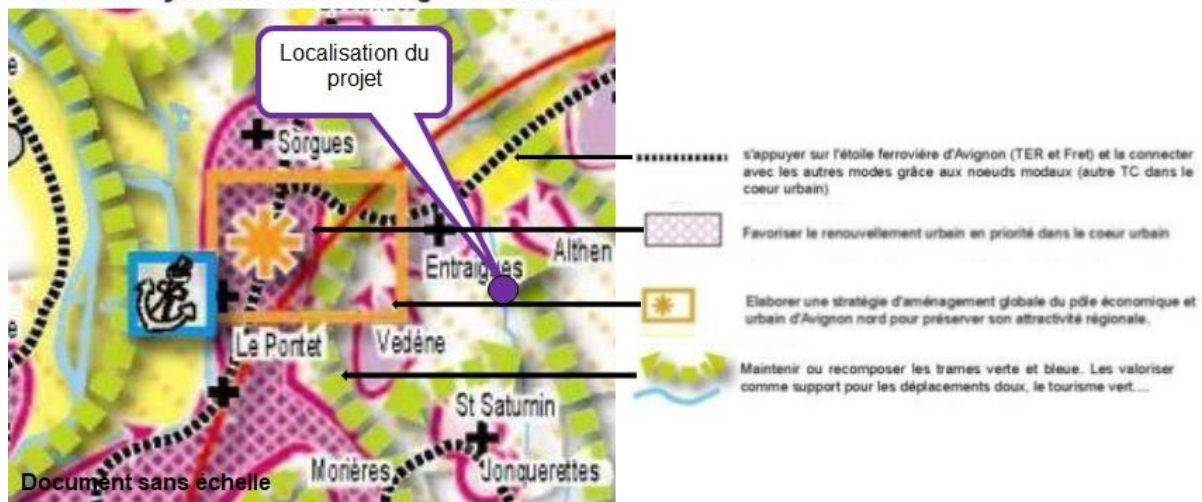 Localisation du
projet
Sorgues
Entraigues
Althen
Le Pontet
Vedène
St Saturnin
Morières
Jonquerettes
Document sans échelle
s'appuyer sur l'étoile ferrovière d'Avignon (TER et Fret) et la connecter
avec les autres modes grâce aux noeuds modaux (autre TC dans le
coeur urbain)
Favoriser le renouvellement urbain en priorité dans le coeur urbain
Elaborer une stratégie d'aménagement globale du pôle économique et
urbain d'Avignon nord pour préserver son attractivité régionale.
Maintenir ou recomposer les trames verte et bleue. Les valoriser
comme support pour les déplacements doux, le tourisme vert....